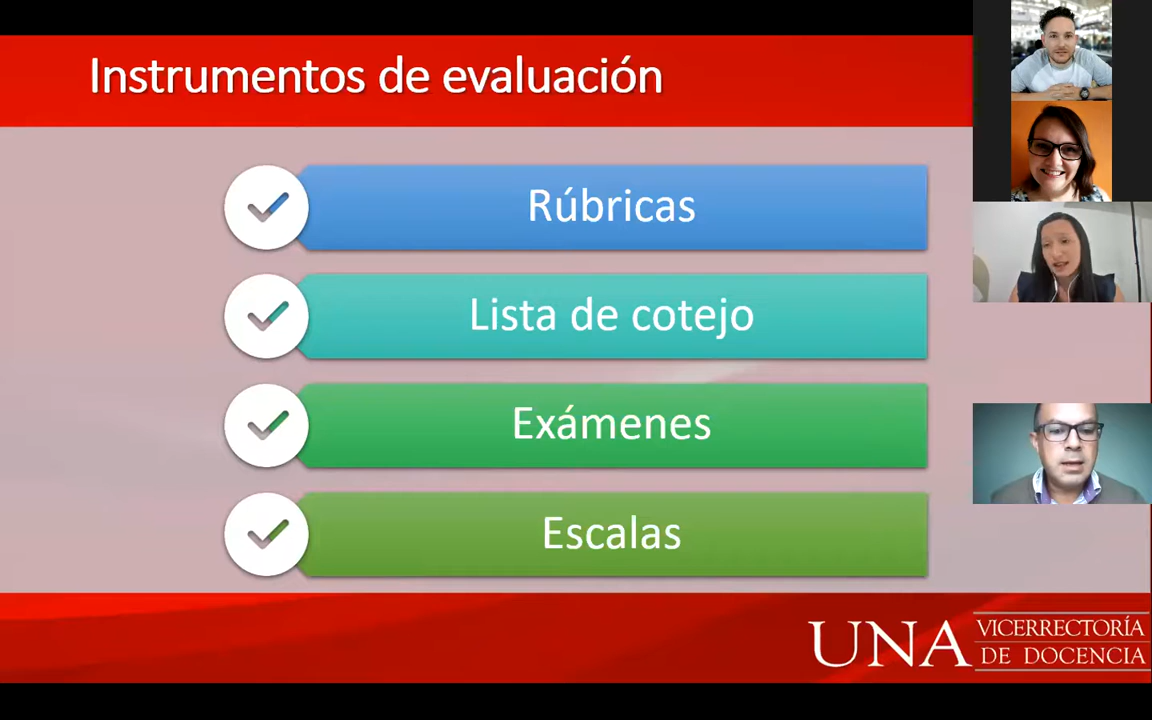 Instrumentos de evaluación
Rúbricas
Lista de cotejo
Exámenes
Escalas
UNA
VICERRECTORÍA
DE DOCENCIA